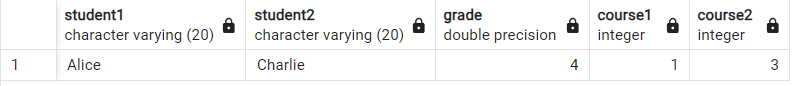 student1 student2 grade course1 course2
character varying (20) character varying (20) double precision integer integer
1 Alice Charlie 4 1 3